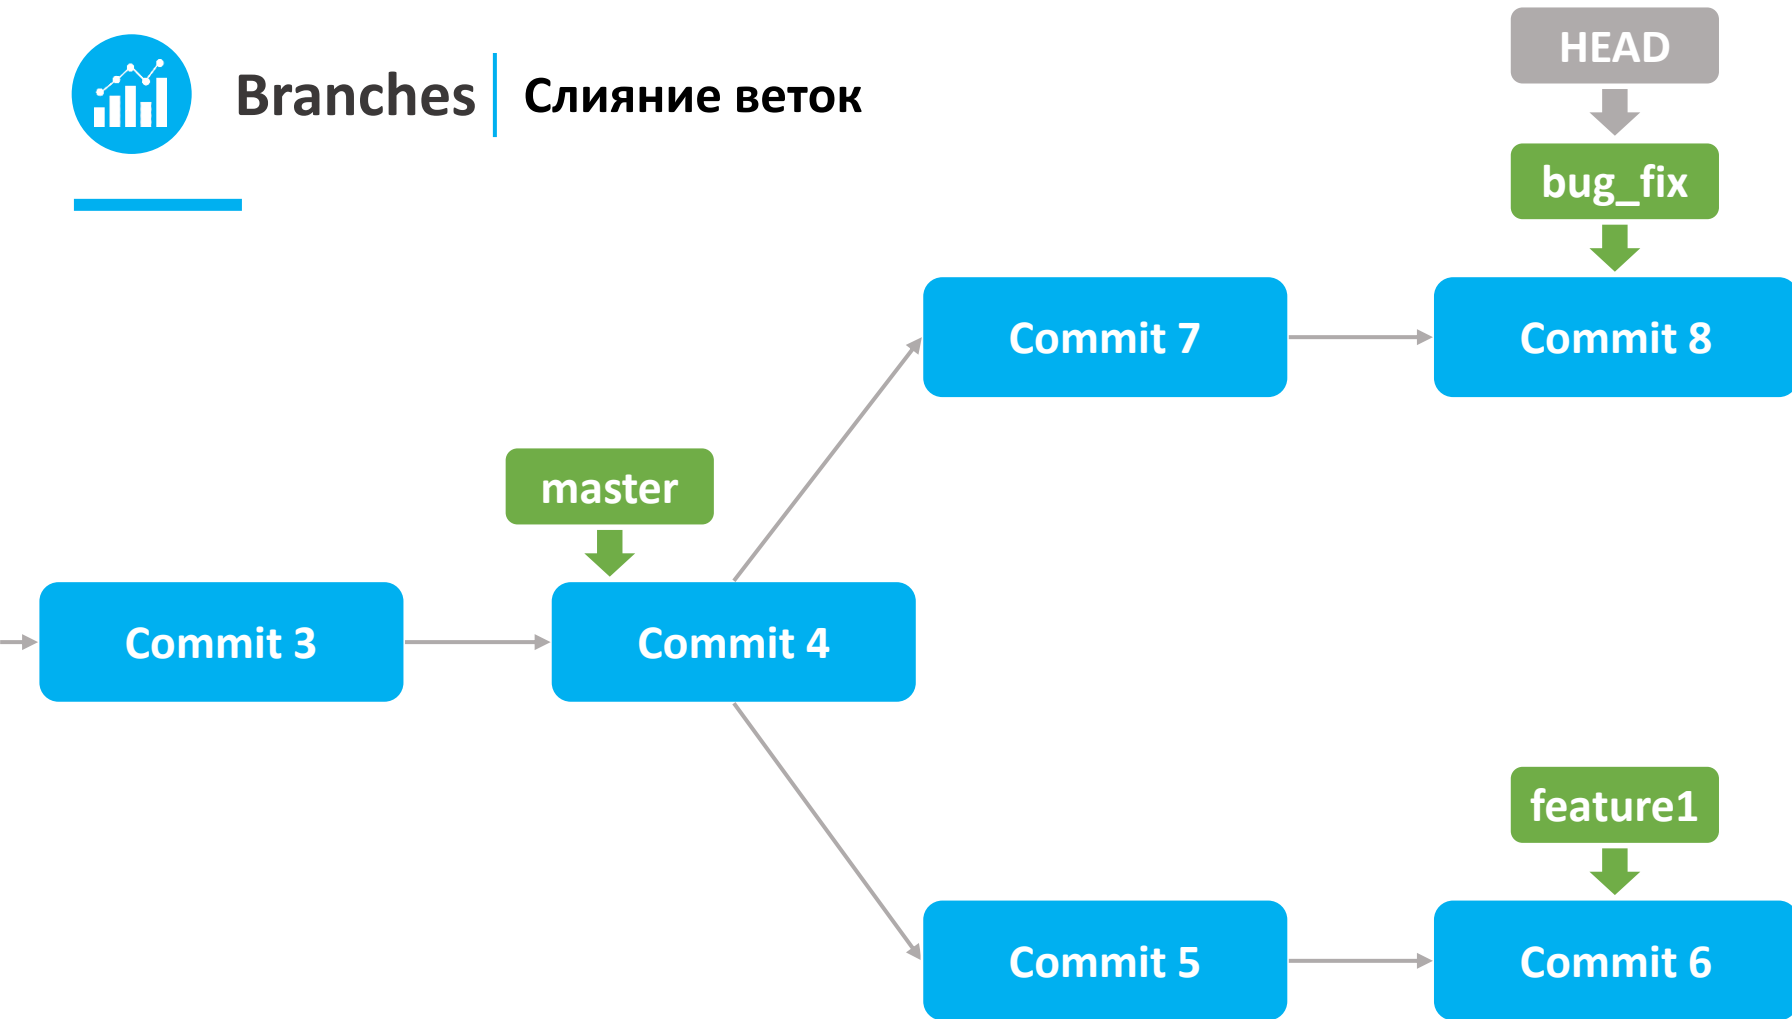 Branches
Слияние веток
HEAD
bug_fix
Commit 7
Commit 8
master
Commit 3
Commit 4
feature1
Commit 5
Commit 6